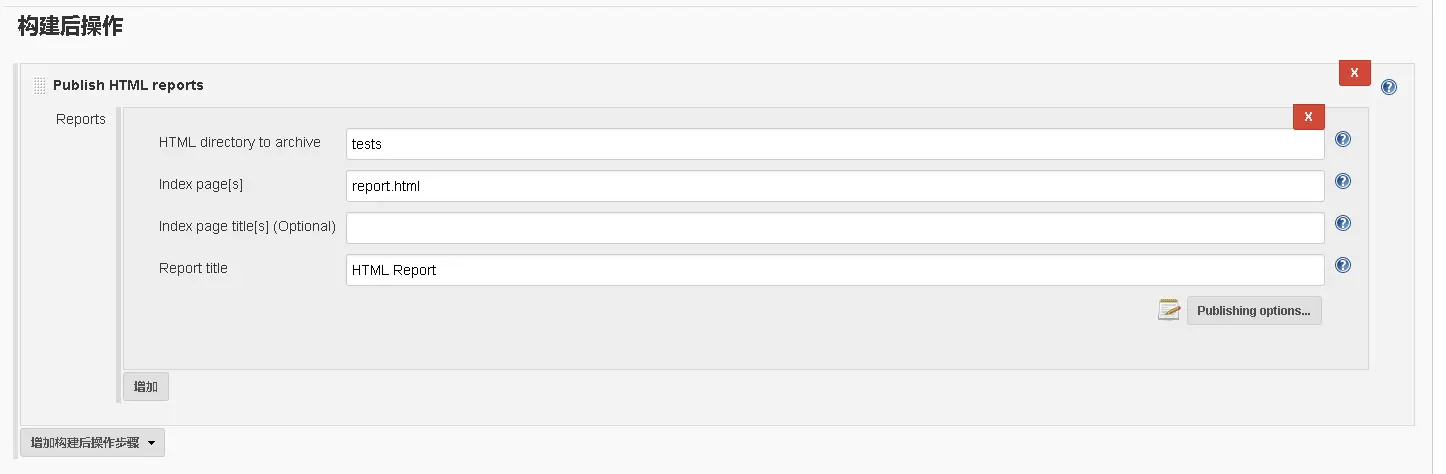 构建后操作
Publish HTML reports
X
Reports
X
HTML directory to archive
tests
Index page[s]
report.html
Index page title[s] (Optional)
Report title
HTML Report
Publishing options...
增加
增加构建后操作步骤